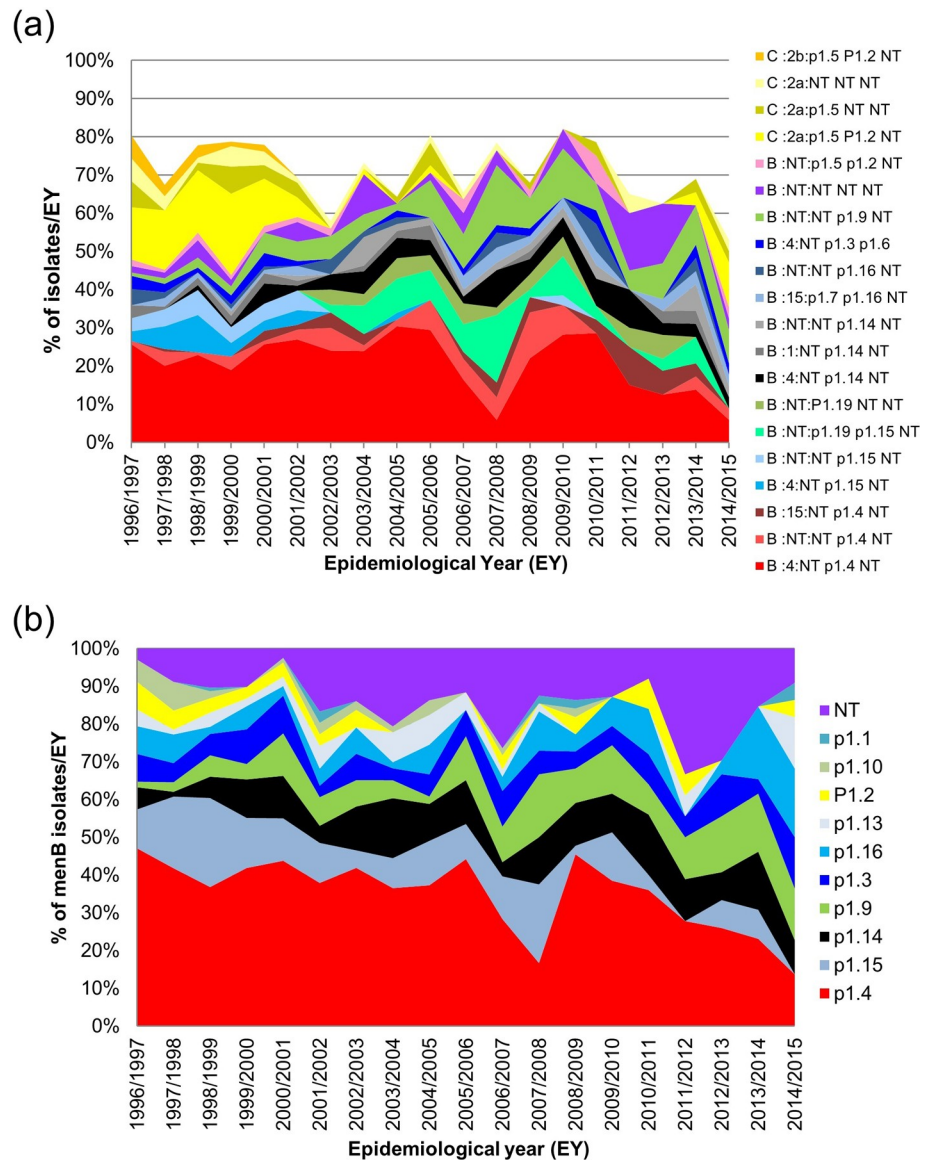 (a)
100%
90%
80%
70%
60%
50%
40%
30%
20%
10%
0%
% of isolates/EY
1996/1997
1997/1998
1998/1999
1999/2000
2000/2001
2001/2002
2002/2003
2003/2004
2004/2005
2005/2006
2006/2007
2007/2008
2008/2009
2009/2010
2010/2011
2011/2012
2012/2013
2013/2014
2014/2015
Epidemiological Year (EY)
C :2b:p1.5 P1.2 NT
C :2a:NT NT NT
C :2a:p1.5 NT NT
C :2a:p1.5 P1.2 NT
B :NT:p1.5 p1.2 NT
B :NT:NT NT NT
B :NT:NT p1.9 NT
B :4:NT p1.3 p1.6
B :NT:NT p1.16 NT
B :15:p1.7 p1.16 NT
B :NT:NT p1.14 NT
B :1:NT p1.14 NT
B :4:NT p1.14 NT
B :NT:P1.19 NT NT
B :NT:p1.19 p1.15 NT
B :NT:NT p1.15 NT
B :4:NT p1.15 NT
B :15:NT p1.4 NT
B :NT:NT p1.4 NT
B :4:NT p1.4 NT
(b)
100%
90%
80%
70%
60%
50%
40%
30%
20%
10%
0%
% of menB isolates/EY
1996/1997
1997/1998
1998/1999
1999/2000
2000/2001
2001/2002
2002/2003
2003/2004
2004/2005
2005/2006
2006/2007
2007/2008
2008/2009
2009/2010
2010/2011
2011/2012
2012/2013
2013/2014
2014/2015
Epidemiological year (EY)
NT
p1.1
p1.10
P1.2
p1.13
p1.16
p1.3
p1.9
p1.14
p1.15
p1.4